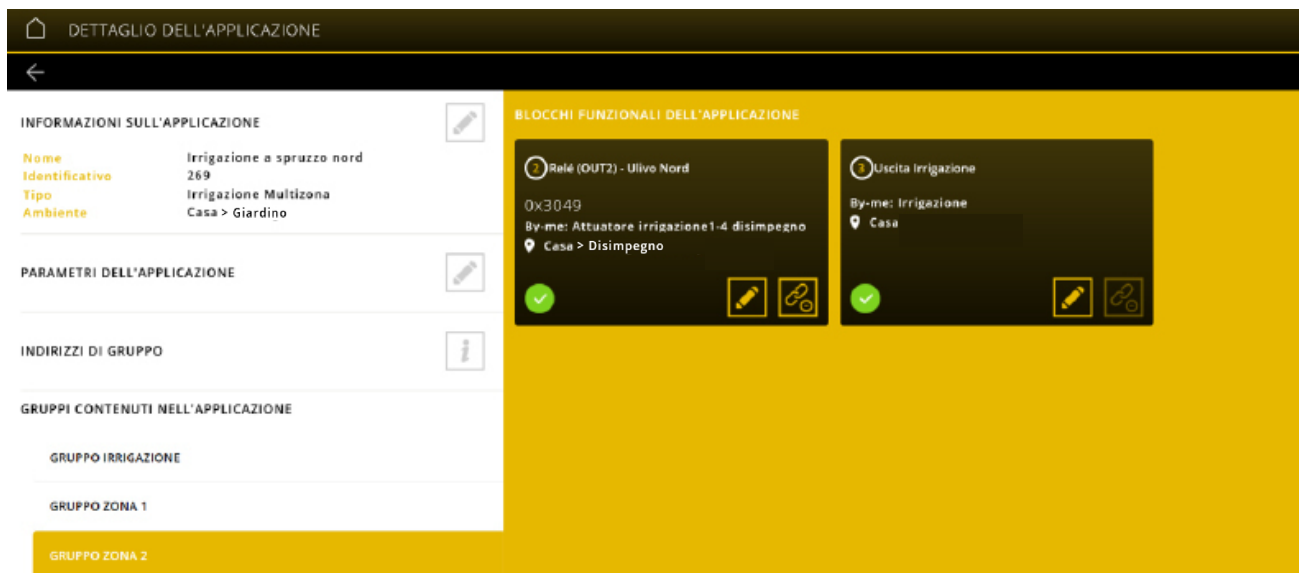 DETTAGLIO DELL'APPLICAZIONE
INFORMAZIONI SULL'APPLICAZIONE
Nome Irrigazione a spruzzo nord
Identificativo 269
Tipo Irrigazione Multizona
Ambiente Casa > Giardino
PARAMETRI DELL'APPLICAZIONE
INDIRIZZI DI GRUPPO
i
GRUPPI CONTENUTI NELL'APPLICAZIONE
GRUPPO IRRIGAZIONE
GRUPPO ZONA 1
GRUPPO ZONA 2
BLOCCHI FUNZIONALI DELL'APPLICAZIONE
2 Relé (OUT2) - Ulivo Nord
0x3049
By-me: Attuatore irrigazione1-4 disimpegno
Casa > Disimpegno
3 Uscita Irrigazione
By-me: Irrigazione
Casa